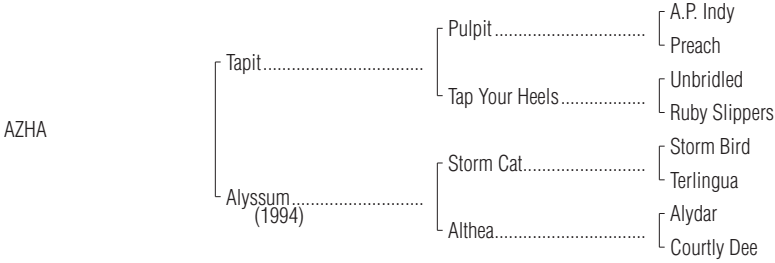 A.P. Indy
Pulpit..................................
Preach
Tapit....................................
Unbridled
Tap Your Heels...................
Ruby Slippers
AZHA
Storm Bird
Storm Cat............................
Terlingua
Alyssum..............................
(1994)
Alydar
Althea..................................
Courtly Dee